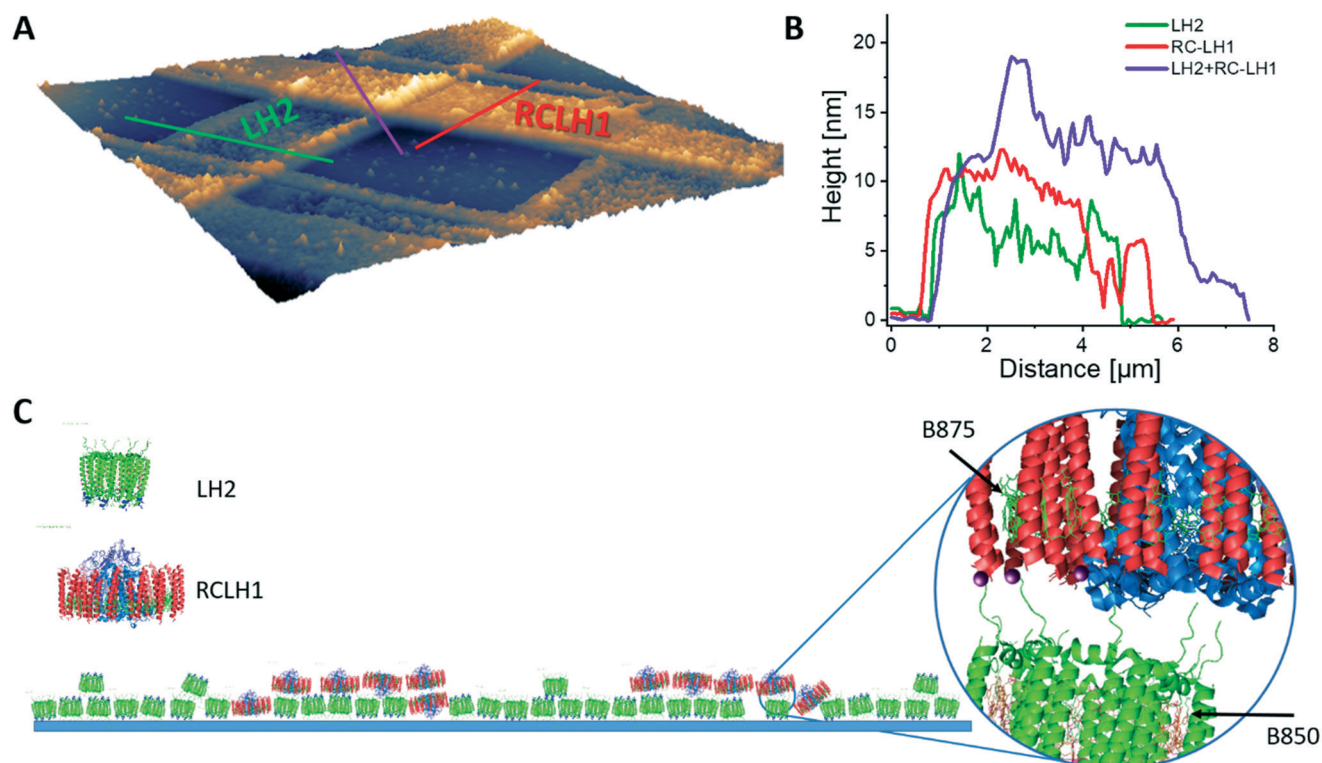 A
LH2
RCLH1
B
LH2
RC-LH1
LH2+RC-LH1
20
15
10
5
0
Height [nm]
0 2 4 6 8
Distance [µm]
C
LH2
RCLH1
B875
B850